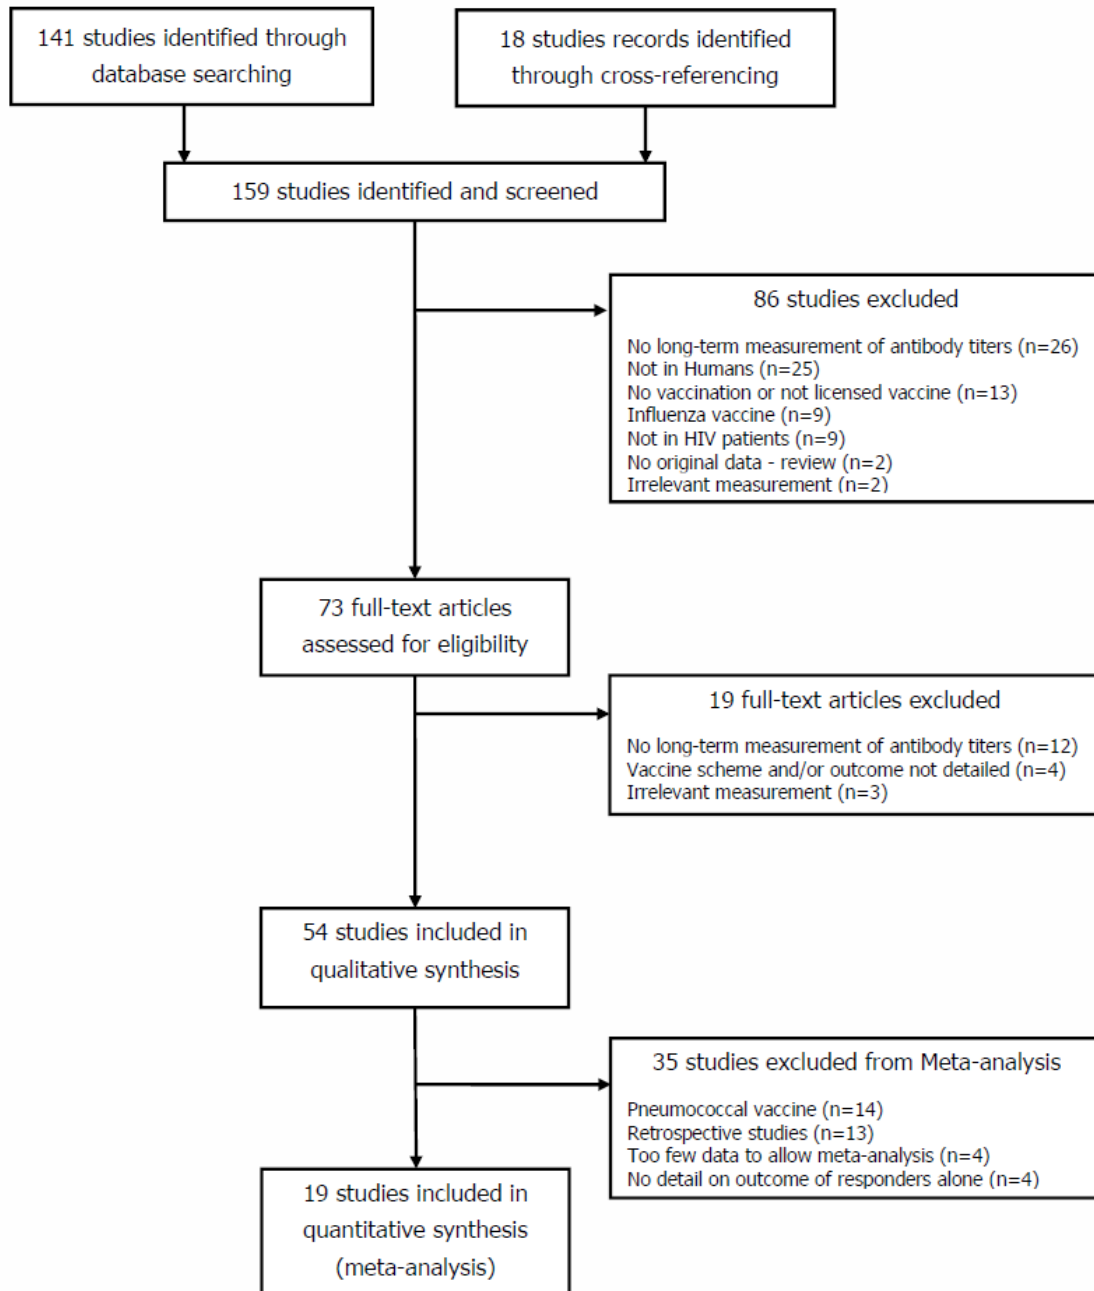 141 studies identified through
database searching
18 studies records identified
through cross-referencing
159 studies identified and screened
86 studies excluded
No long-term measurement of antibody titers (n=26)
Not in Humans (n=25)
No vaccination or not licensed vaccine (n=13)
Influenza vaccine (n=9)
Not in HIV patients (n=9)
No original data - review (n=2)
Irrelevant measurement (n=2)
73 full-text articles
assessed for eligibility
19 full-text articles excluded
No long-term measurement of antibody titers (n=12)
Vaccine scheme and/or outcome not detailed (n=4)
Irrelevant measurement (n=3)
54 studies included in
qualitative synthesis
35 studies excluded from Meta-analysis
Pneumococcal vaccine (n=14)
Retrospective studies (n=13)
Too few data to allow meta-analysis (n=4)
No detail on outcome of responders alone (n=4)
19 studies included in
quantitative synthesis
(meta-analysis)